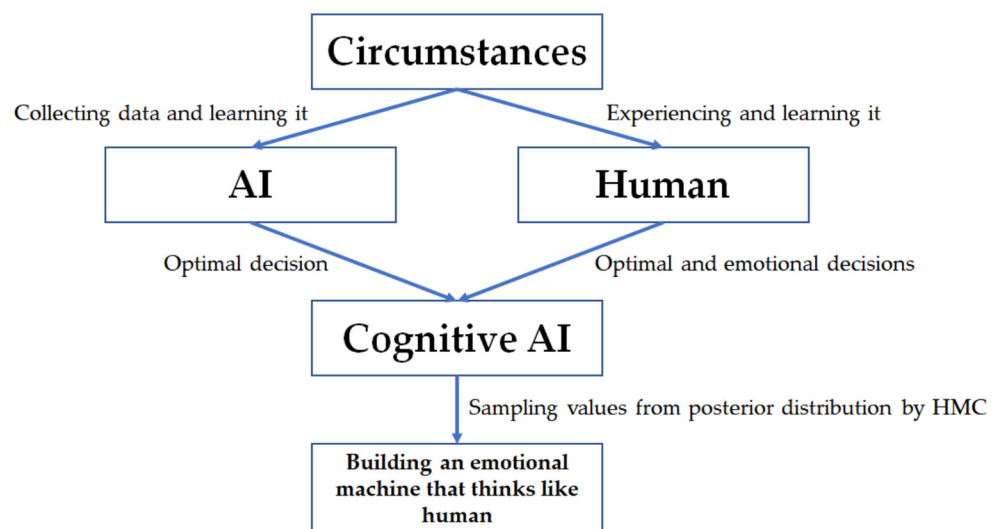 Circumstances
Collecting data and learning it
Experiencing and learning it
AI
Human
Optimal decision
Optimal and emotional decisions
Cognitive AI
Sampling values from posterior distribution by HMC
Building an emotional
machine that thinks like
human